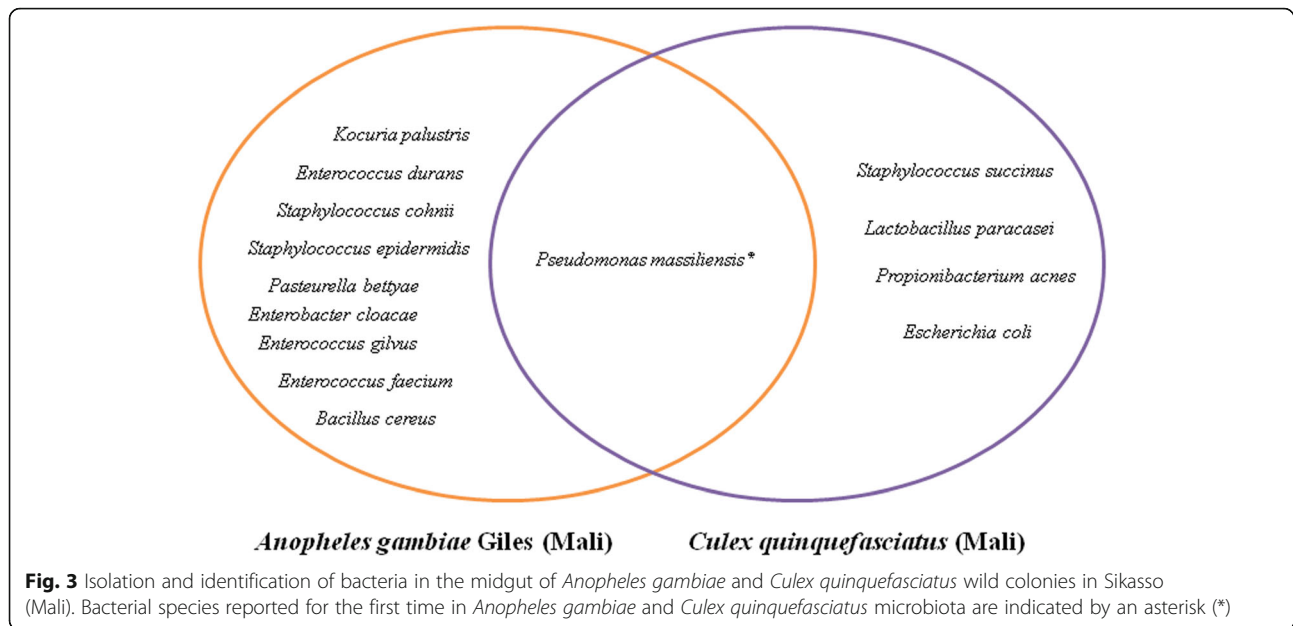 Kocuria palustris
Enterococcus durans
Staphylococcus cohnii
Staphylococcus epidermidis
Pasteurella bettyae
Enterobacter cloacae
Enterococcus gilvus
Enterococcus faecium
Bacillus cereus
Pseudomonas massiliensis*
Staphylococcus succinus
Lactobacillus paracasei
Propionibacterium acnes
Escherichia coli
Anopheles gambiae Giles (Mali)
Culex quinquefasciatus (Mali)
Fig. 3 Isolation and identification of bacteria in the midgut of Anopheles gambiae and Culex quinquefasciatus wild colonies in Sikasso
(Mali). Bacterial species reported for the first time in Anopheles gambiae and Culex quinquefasciatus microbiota are indicated by an asterisk (*)